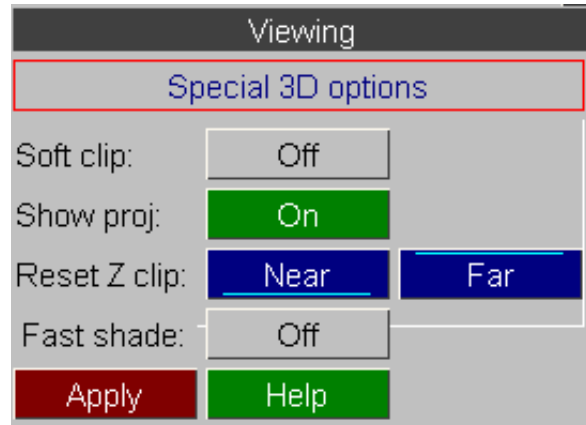 Viewing
Special 3D options
Soft clip: Off
Show proj: On
Reset Z clip: Near Far
Fast shade: Off
Apply Help